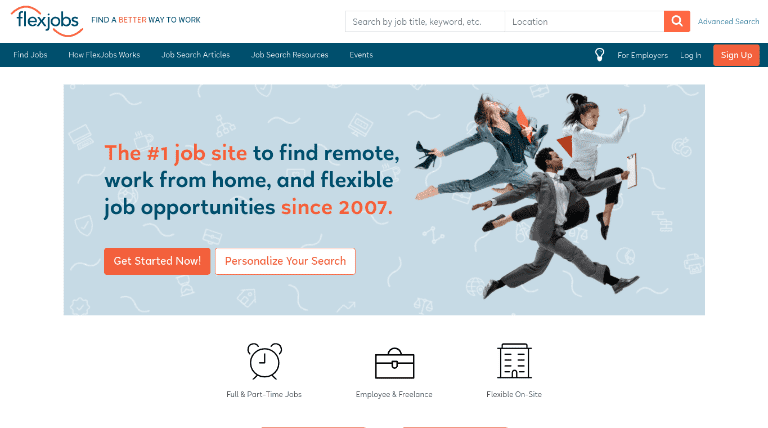 flexjobs
FIND A BETTER WAY TO WORK
Search by job title, keyword, etc.
Location
Advanced Search
Find Jobs
How FlexJobs Works
Job Search Articles
Job Search Resources
Events
For Employers
Log In
Sign Up
The #1 job site to find remote,
work from home, and flexible
job opportunities since 2007.
Get Started Now!
Personalize Your Search
Full & Part-Time Jobs
Employee & Freelance
Flexible On-Site